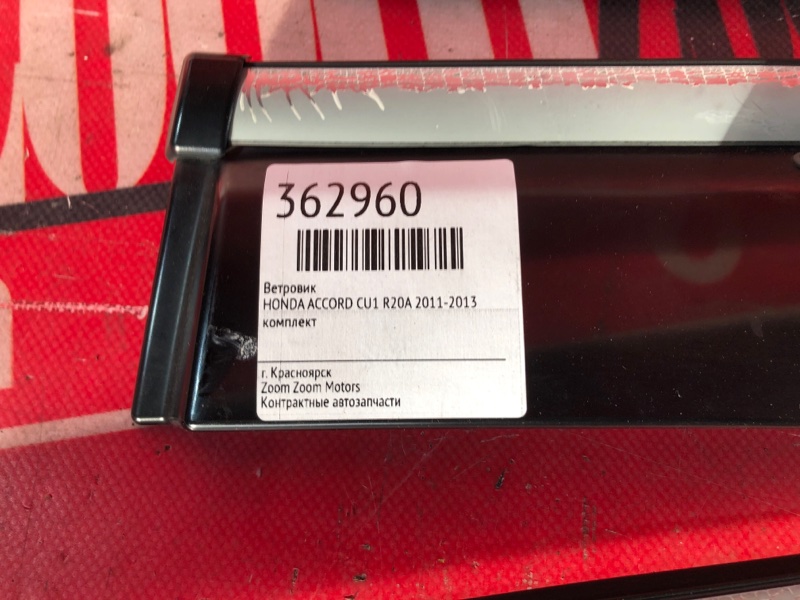 362960
Ветровик
HONDA ACCORD CU1 R20A 2011-2013
комплект
г. Красноярск
Zoom Zoom Motors
Контрактные автозапчасти